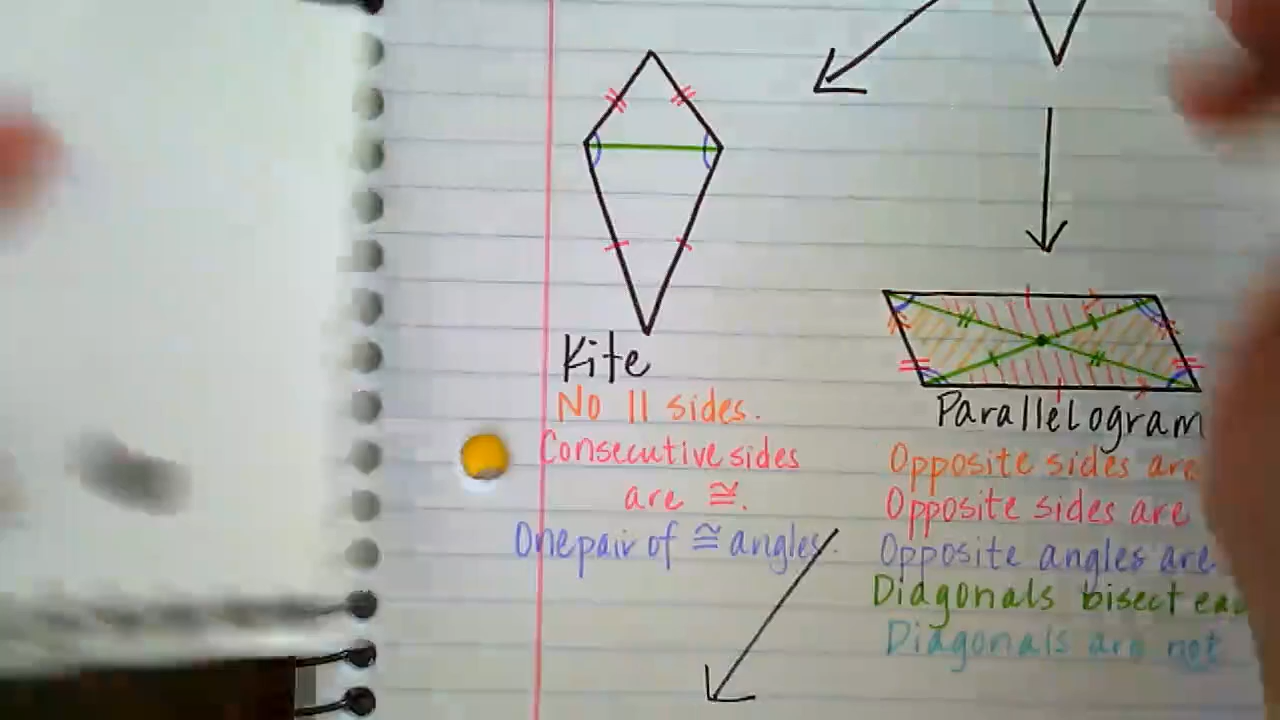 Kite
No || sides.
Consecutive sides
are ≅.
One pair of ≅ angles.
Parallelogram
Opposite sides are
Opposite sides are
Opposite angles are
Diagonals bisect
Diagonals are not